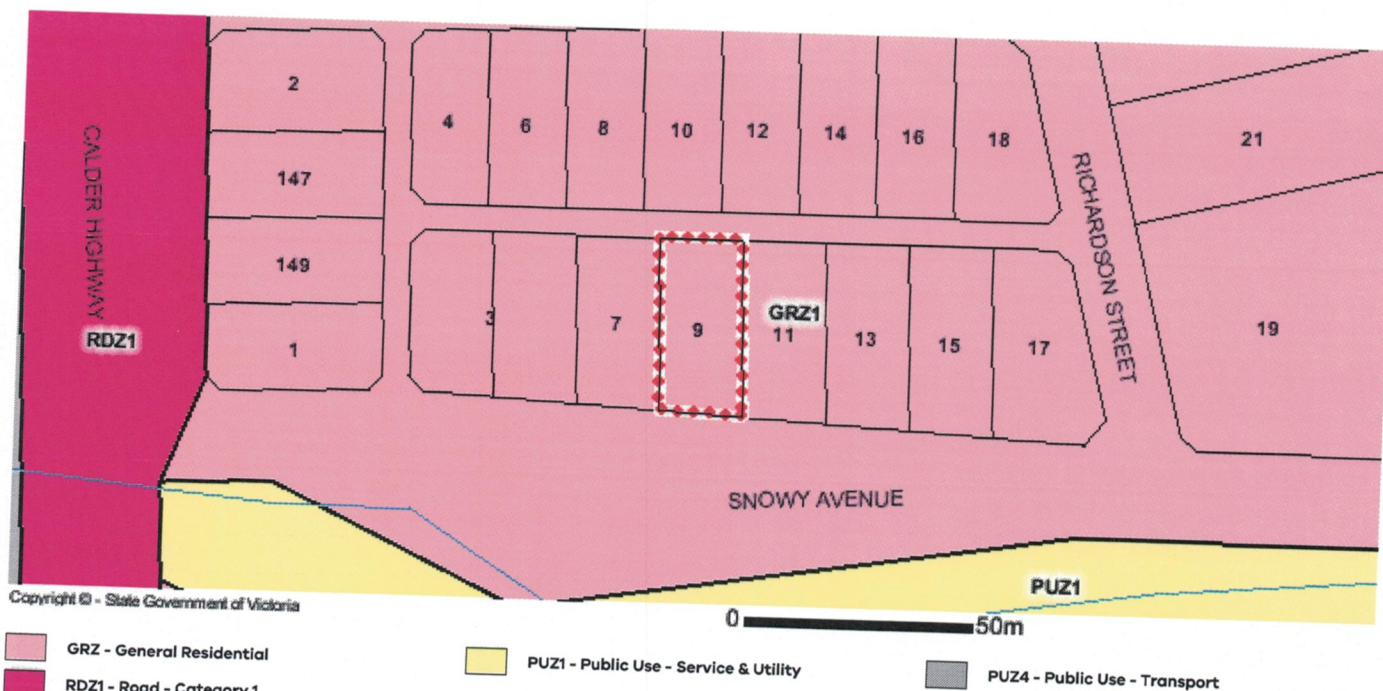 2
4
6
8
10
12
14
16
18
21
CALDER HIGHWAY
147
RICHARDSON STREET
149
GRZ1
3
7
9
11
13
15
17
19
RDZ1
1
SNOWY AVENUE
PUZ1
Copyright © - State Government of Victoria
0 50m
GRZ - General Residential
PUZ1 - Public Use - Service & Utility
PUZ4 - Public Use - Transport
RDZ1 - Road - Category 1